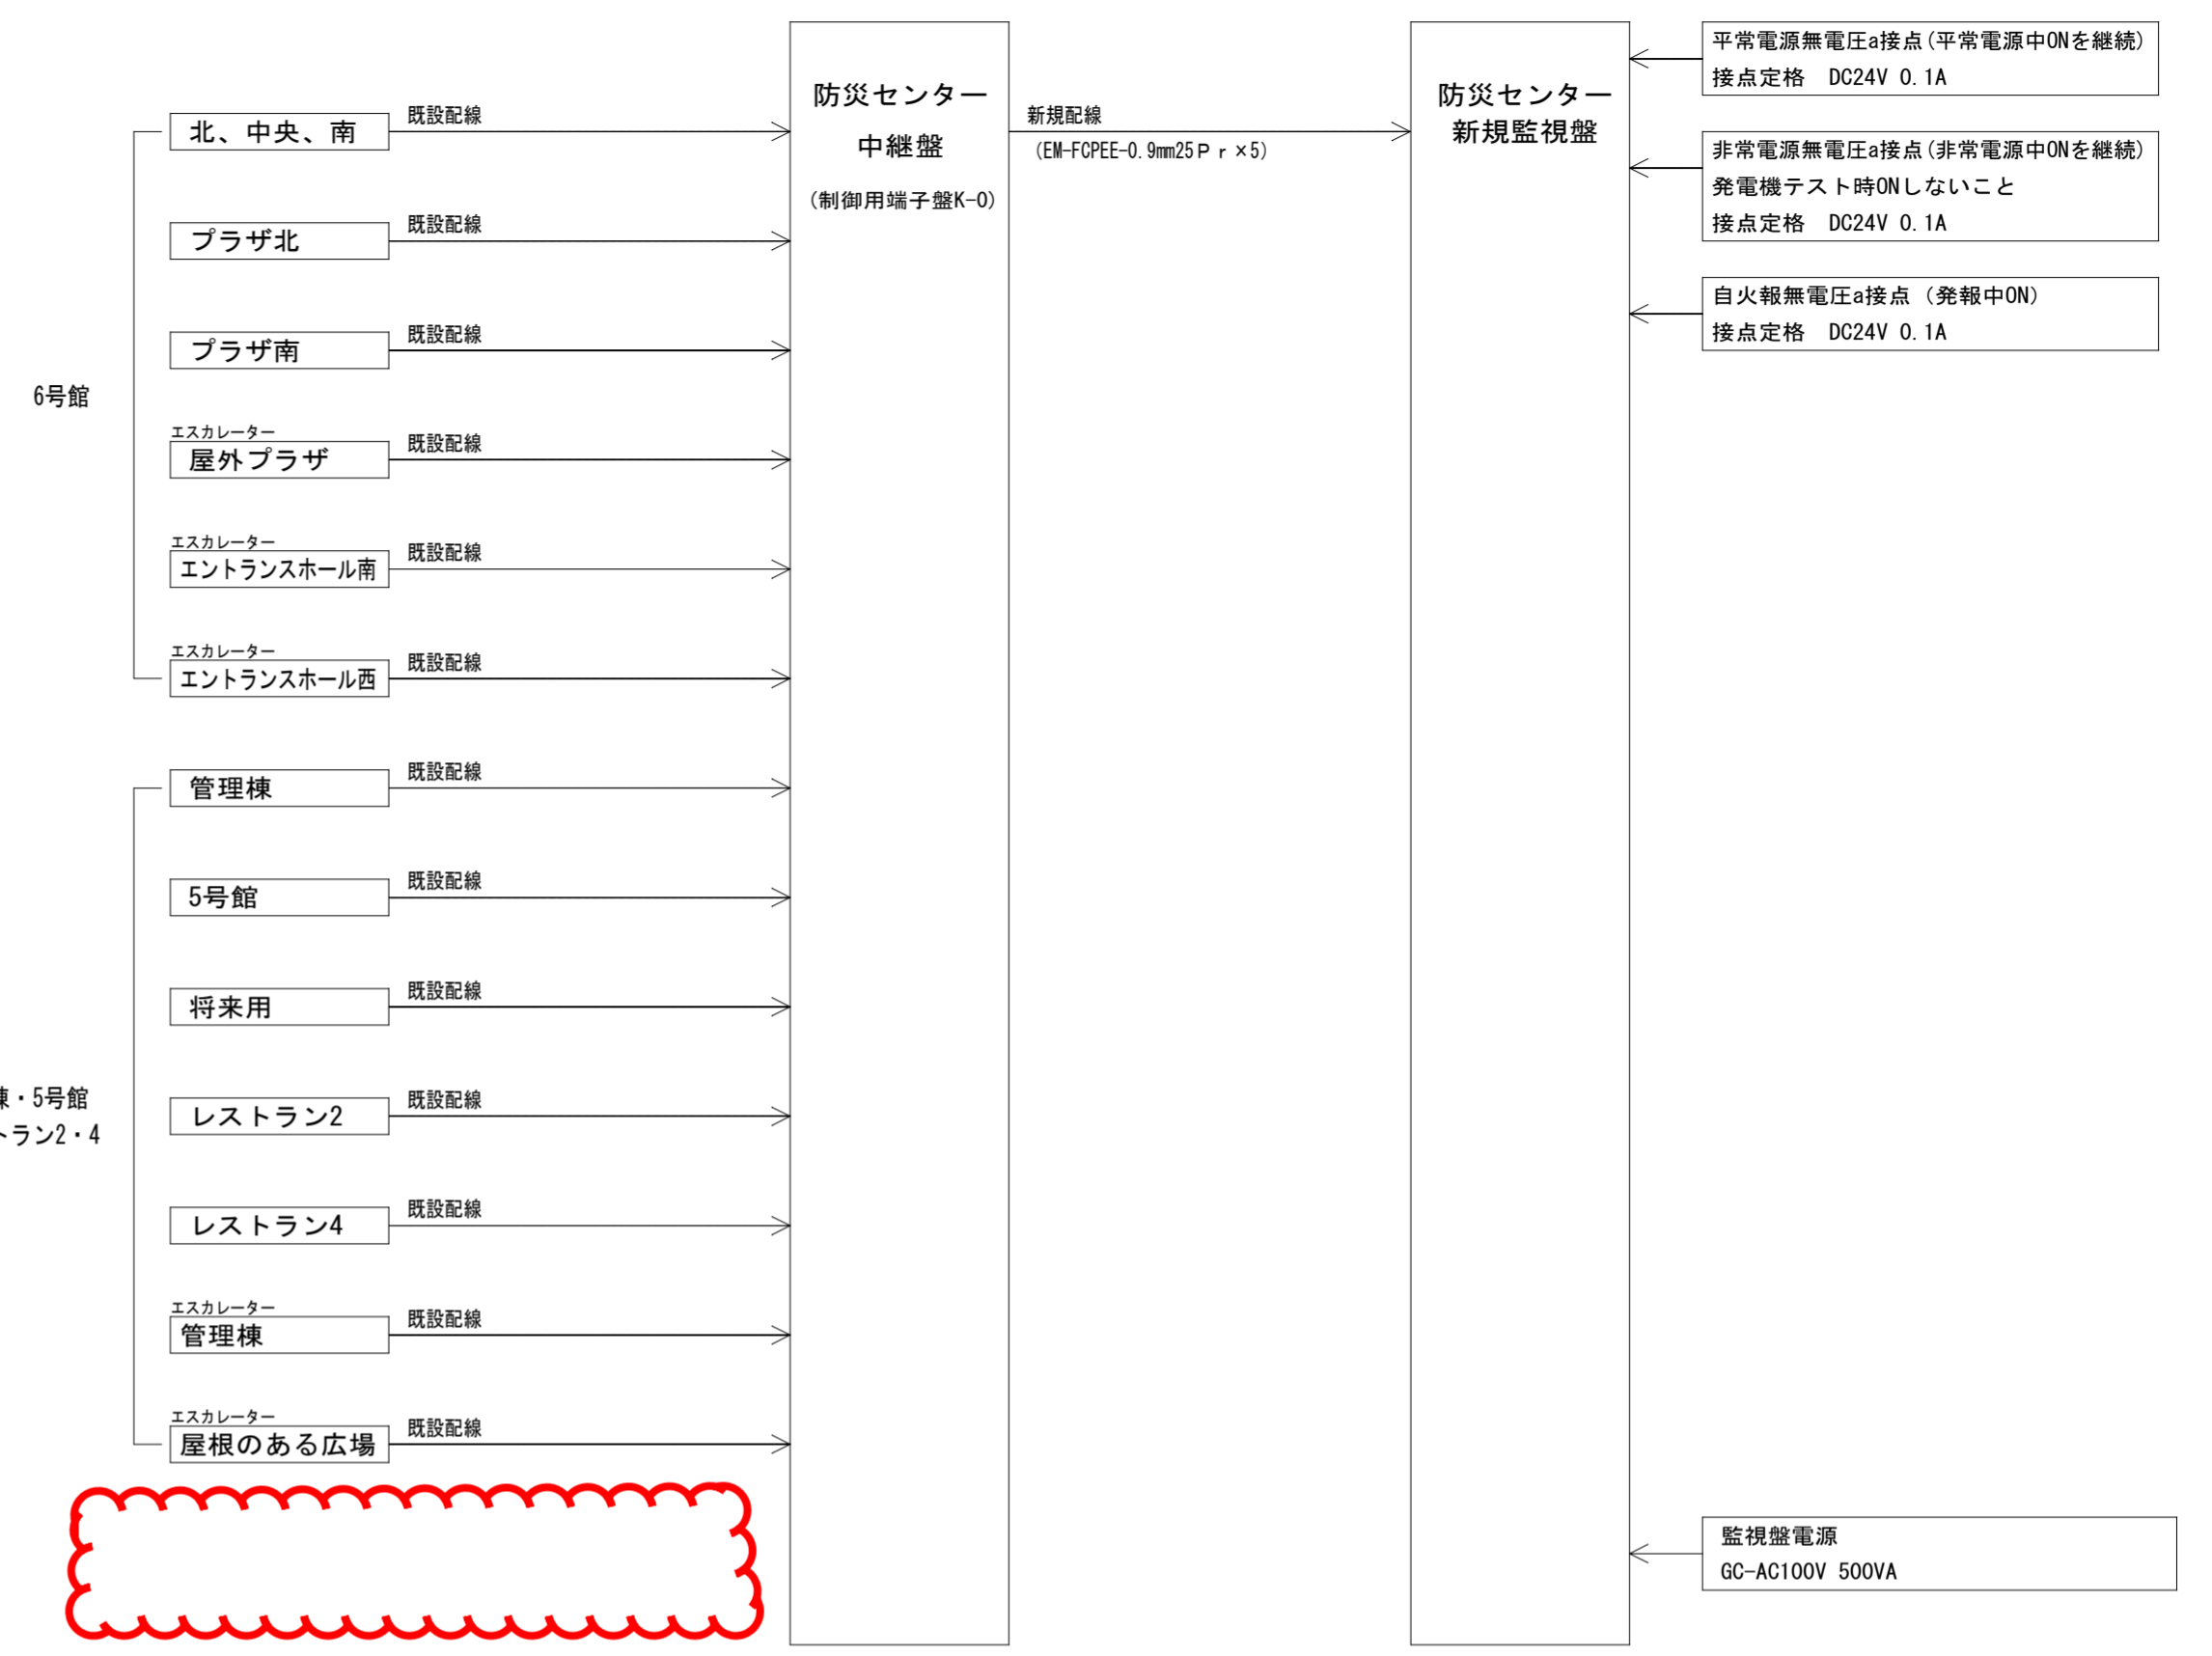 6号館
北、中央、南
既設配線
プラザ北
既設配線
プラザ南
既設配線
エスカレーター
屋外プラザ
既設配線
エスカレーター
エントランスホール南
既設配線
エスカレーター
エントランスホール西
既設配線
棟・5号館
トラン2・4
管理棟
既設配線
5号館
既設配線
将来用
既設配線
レストラン2
既設配線
レストラン4
既設配線
エスカレーター
管理棟
既設配線
エスカレーター
屋根のある広場
既設配線
防災センター
中継盤
(制御用端子盤K-0)
新規配線
(EM-FCPEE-0.9mm25Ｐｒ×5)
防災センター
新規監視盤
平常電源無電圧a接点(平常電源中ONを継続)
接点定格　DC24V 0.1A
非常電源無電圧a接点(非常電源中ONを継続)
発電機テスト時ONしないこと
接点定格　DC24V 0.1A
自火報無電圧a接点（発報中ON）
接点定格　DC24V 0.1A
監視盤電源
GC-AC100V 500VA